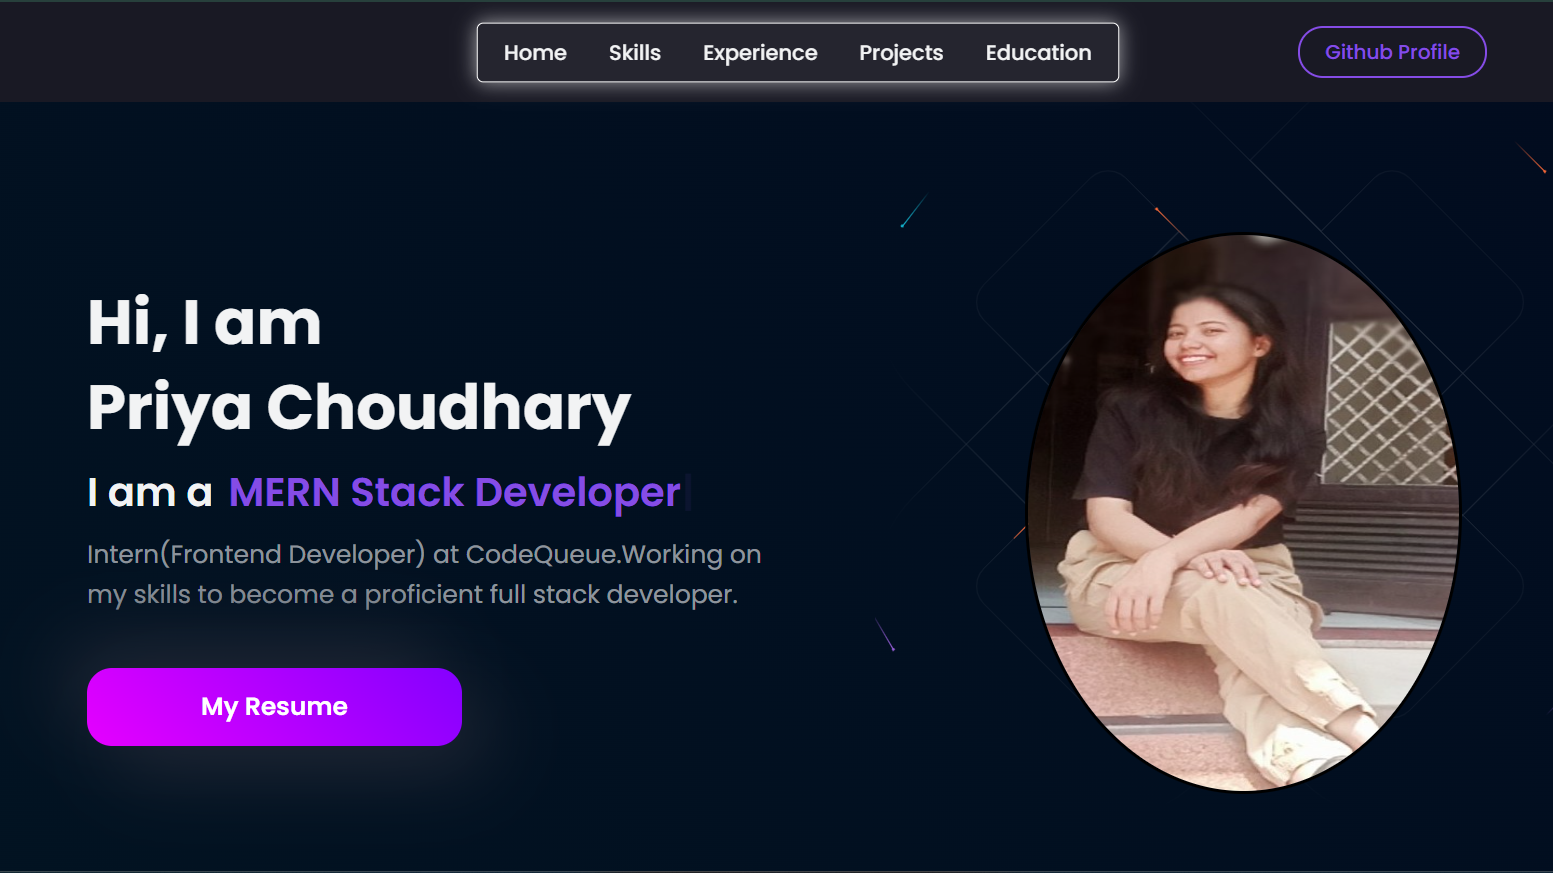 Home Skills Experience Projects Education
Github Profile
Hi, I am
Priya Choudhary
I am a MERN Stack Developer
Intern(Frontend Developer) at CodeQueue.Working on
my skills to become a proficient full stack developer.
My Resume